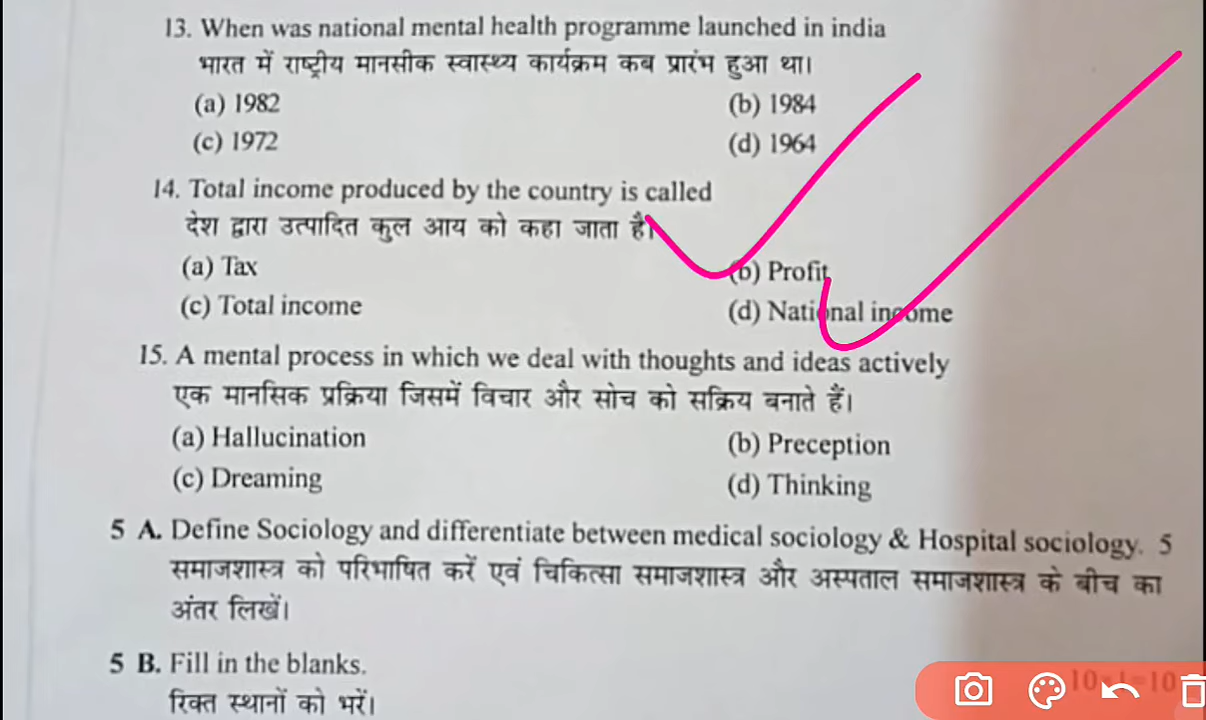 13. When was national mental health programme launched in india
भारत में राष्ट्रीय मानसीक स्वास्थ्य कार्यक्रम कब प्रारंभ हुआ था।
(a) 1982 (b) 1984
(c) 1972 (d) 1964
14. Total income produced by the country is called
देश द्वारा उत्पादित कुल आय को कहा जाता है।
(a) Tax (b) Profit
(c) Total income (d) National income
15. A mental process in which we deal with thoughts and ideas actively
एक मानसिक प्रक्रिया जिसमें विचार और सोच को सक्रिय बनाते हैं।
(a) Hallucination (b) Preception
(c) Dreaming (d) Thinking
5 A. Define Sociology and differentiate between medical sociology & Hospital sociology. 5
समाजशास्त्र को परिभाषित करें एवं चिकित्सा समाजशास्त्र और अस्पताल समाजशास्त्र के बीच का
अंतर लिखें।
5 B. Fill in the blanks. 10×1=10
रिक्त स्थानों को भरें।